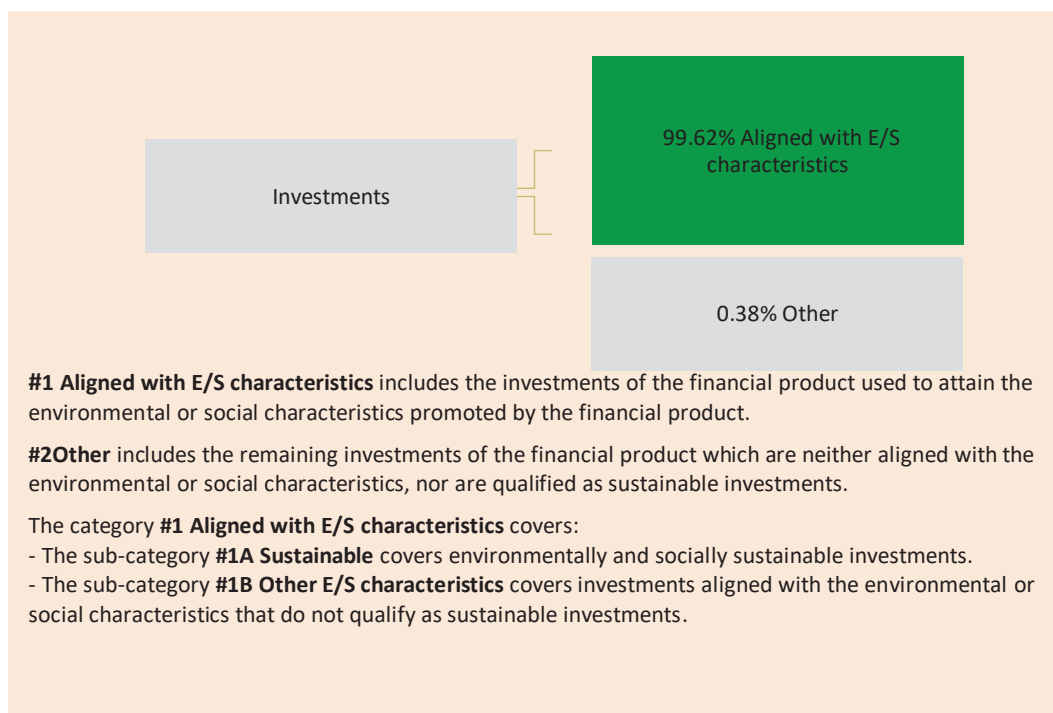 99.62% Aligned with E/S
characteristics
Investments
0.38% Other
#1 Aligned with E/S characteristics includes the investments of the financial product used to attain the
environmental or social characteristics promoted by the financial product.
#2Other includes the remaining investments of the financial product which are neither aligned with the
environmental or social characteristics, nor are qualified as sustainable investments.
The category #1 Aligned with E/S characteristics covers:
- The sub-category #1A Sustainable covers environmentally and socially sustainable investments.
- The sub-category #1B Other E/S characteristics covers investments aligned with the environmental or
social characteristics that do not qualify as sustainable investments.